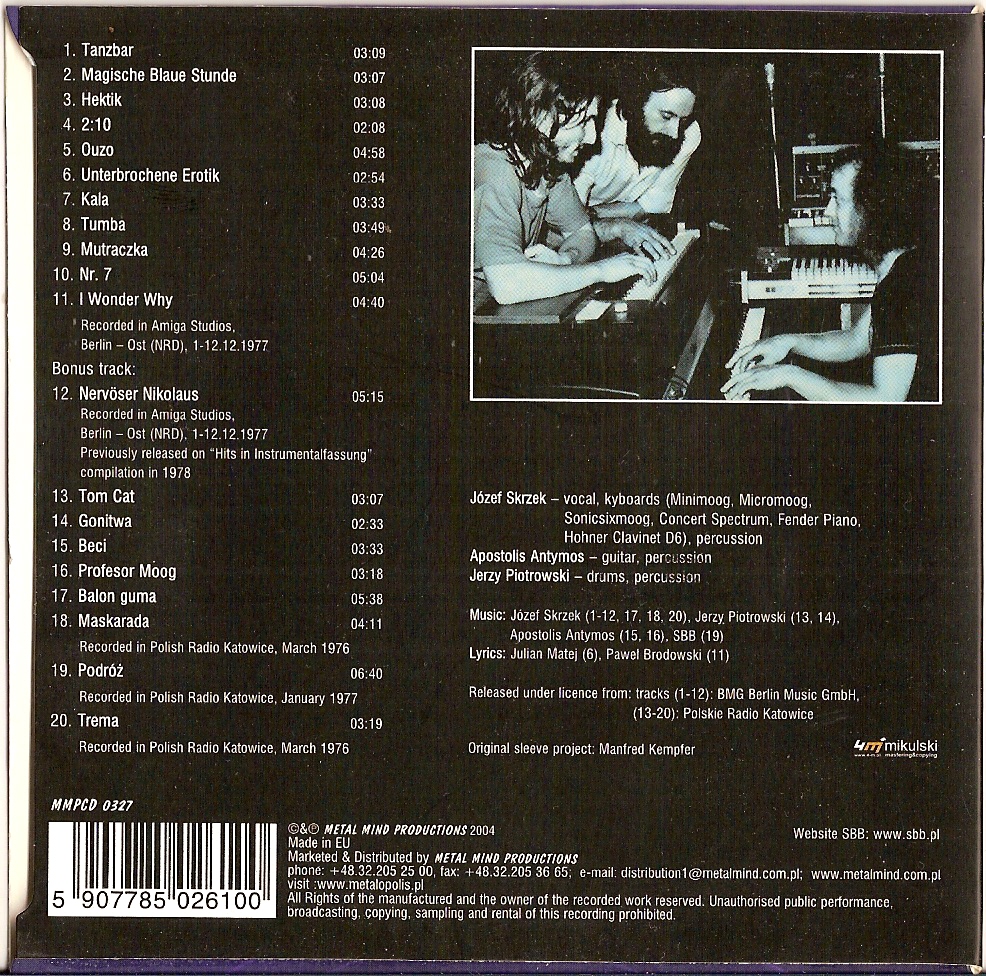 1. Tanzbar 03:09
2. Magische Blaue Stunde 03:07
3. Hektik 03:08
4. 2:10 02:08
5. Ouzo 04:58
6. Unterbrochene Erotik 02:54
7. Kala 03:33
8. Tumba 03:49
9. Mutraczka 04:26
10. Nr. 7 05:04
11. I Wonder Why 04:40
Recorded in Amiga Studios,
Berlin – Ost (NRD), 1-12.12.1977
Bonus track:
12. Nervöser Nikolaus 05:15
Recorded in Amiga Studios,
Berlin – Ost (NRD), 1-12.12.1977
Previously released on "Hits in Instrumentalfassung"
compilation in 1978
13. Tom Cat 03:07
14. Gonitwa 02:33
15. Beci 03:33
16. Profesor Moog 03:18
17. Balon guma 05:38
18. Maskarada 04:11
Recorded in Polish Radio Katowice, March 1976
19. Podróż 06:40
Recorded in Polish Radio Katowice, January 1977
20. Trema 03:19
Recorded in Polish Radio Katowice, March 1976
Józef Skrzek – vocal, kyboards (Minimoog, Micromoog,
Sonicsixmoog, Concert Spectrum, Fender Piano,
Hohner Clavinet D6), percussion
Apostolis Antymos – guitar, percussion
Jerzy Piotrowski – drums, percussion
Music: Józef Skrzek (1-12, 17, 18, 20), Jerzy Piotrowski (13, 14),
Apostolis Antymos (15, 16), SBB (19)
Lyrics: Julian Matej (6), Pawel Brodowski (11)
Released under licence from: tracks (1-12): BMG Berlin Music GmbH,
(13-20): Polskie Radio Katowice
Original sleeve project: Manfred Kempfer
4mj mikulski
www.4-m.pl mastering&copying
MMPCD 0327
5 907785 026100
©&℗ METAL MIND PRODUCTIONS 2004
Made in EU
Marketed & Distributed by METAL MIND PRODUCTIONS
phone: +48.32.205 25 00, fax: +48.32.205 36 65; e-mail: distribution1@metalmind.com.pl; www.metalmind.com.pl
visit :www.metalopolis.pl
All Rights of the manufactured and the owner of the recorded work reserved. Unauthorised public performance,
broadcasting, copying, sampling and rental of this recording prohibited.
Website SBB: www.sbb.pl